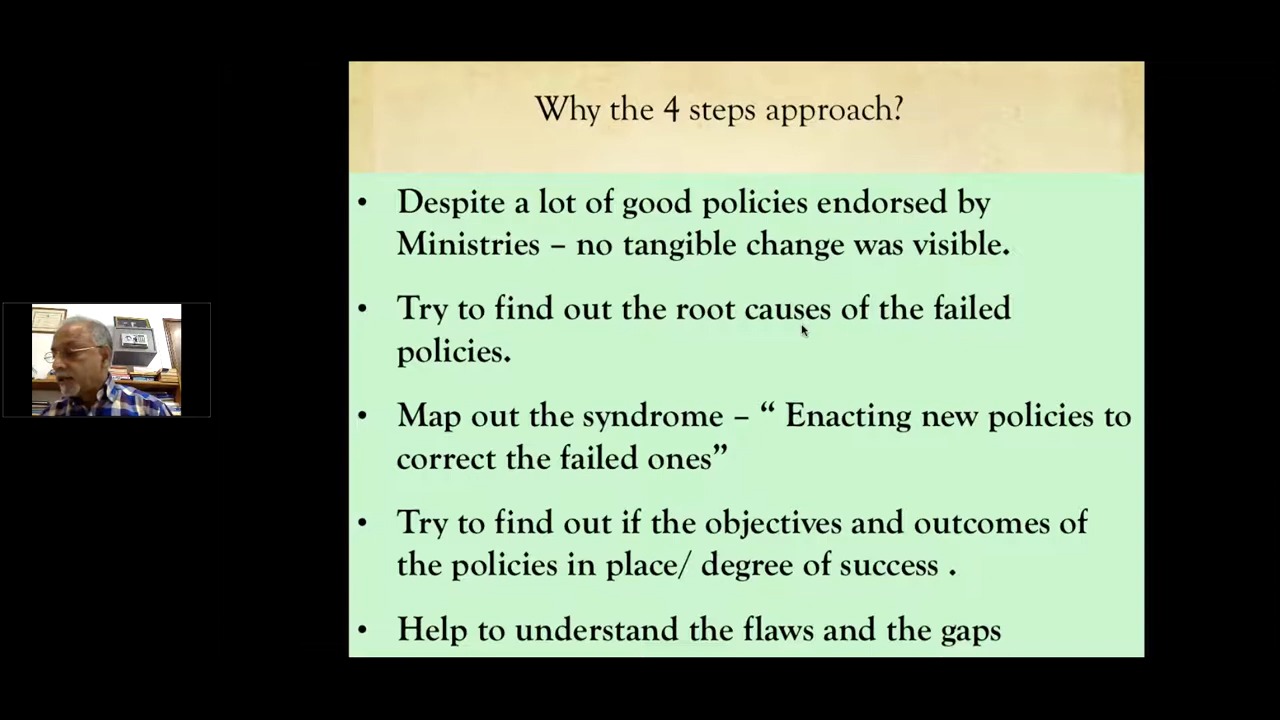 Why the 4 steps approach?
• Despite a lot of good policies endorsed by
Ministries – no tangible change was visible.
• Try to find out the root causes of the failed
policies.
• Map out the syndrome – “ Enacting new policies to
correct the failed ones”
• Try to find out if the objectives and outcomes of
the policies in place/ degree of success .
• Help to understand the flaws and the gaps